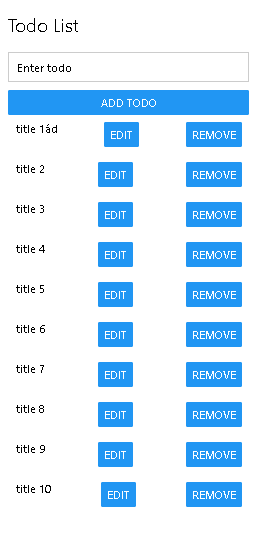 Todo List
Enter todo
ADD TODO
title 1ád EDIT REMOVE
title 2 EDIT REMOVE
title 3 EDIT REMOVE
title 4 EDIT REMOVE
title 5 EDIT REMOVE
title 6 EDIT REMOVE
title 7 EDIT REMOVE
title 8 EDIT REMOVE
title 9 EDIT REMOVE
title 10 EDIT REMOVE